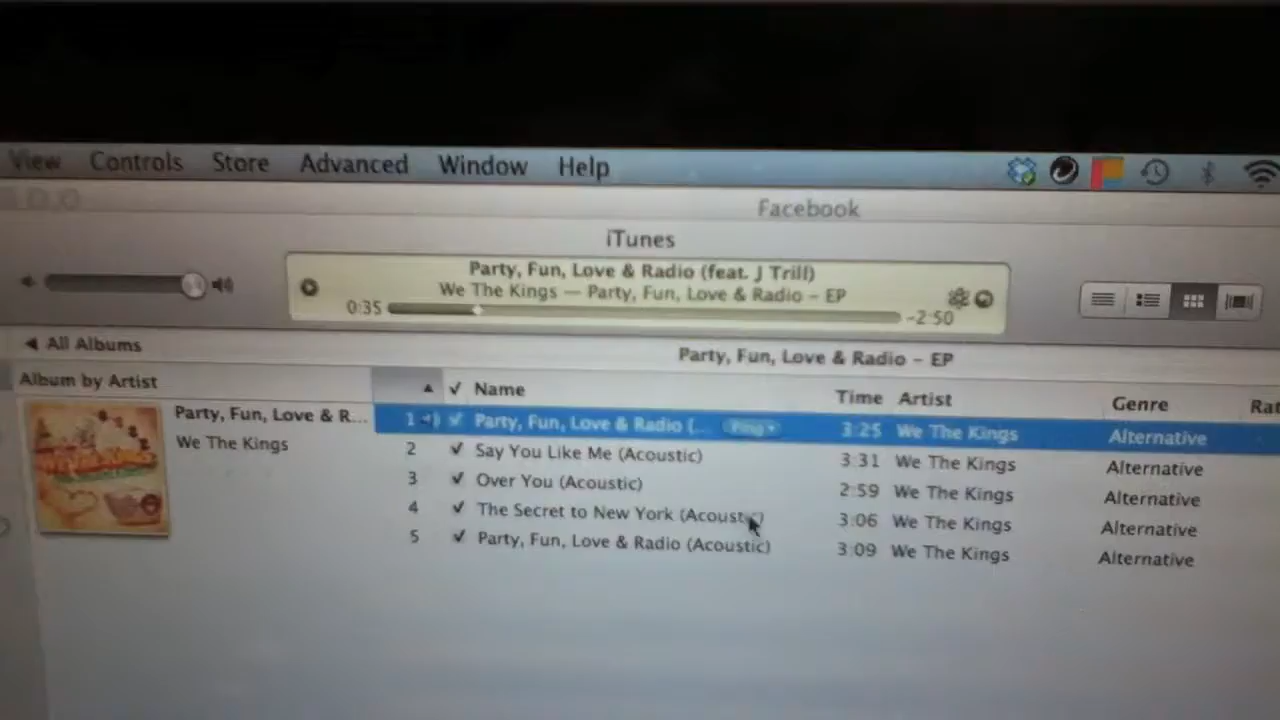 View Controls Store Advanced Window Help
Facebook
iTunes
Party, Fun, Love & Radio (feat. J Trill)
We The Kings — Party, Fun, Love & Radio – EP
0:35 -2:50
All Albums
Party, Fun, Love & Radio – EP
Album by Artist
Party, Fun, Love & R...
We The Kings
Name Time Artist Genre Rat
1 Party, Fun, Love & Radio (... Ping 3:25 We The Kings Alternative
2 Say You Like Me (Acoustic) 3:31 We The Kings Alternative
3 Over You (Acoustic) 2:59 We The Kings Alternative
4 The Secret to New York (Acoustic) 3:06 We The Kings Alternative
5 Party, Fun, Love & Radio (Acoustic) 3:09 We The Kings Alternative